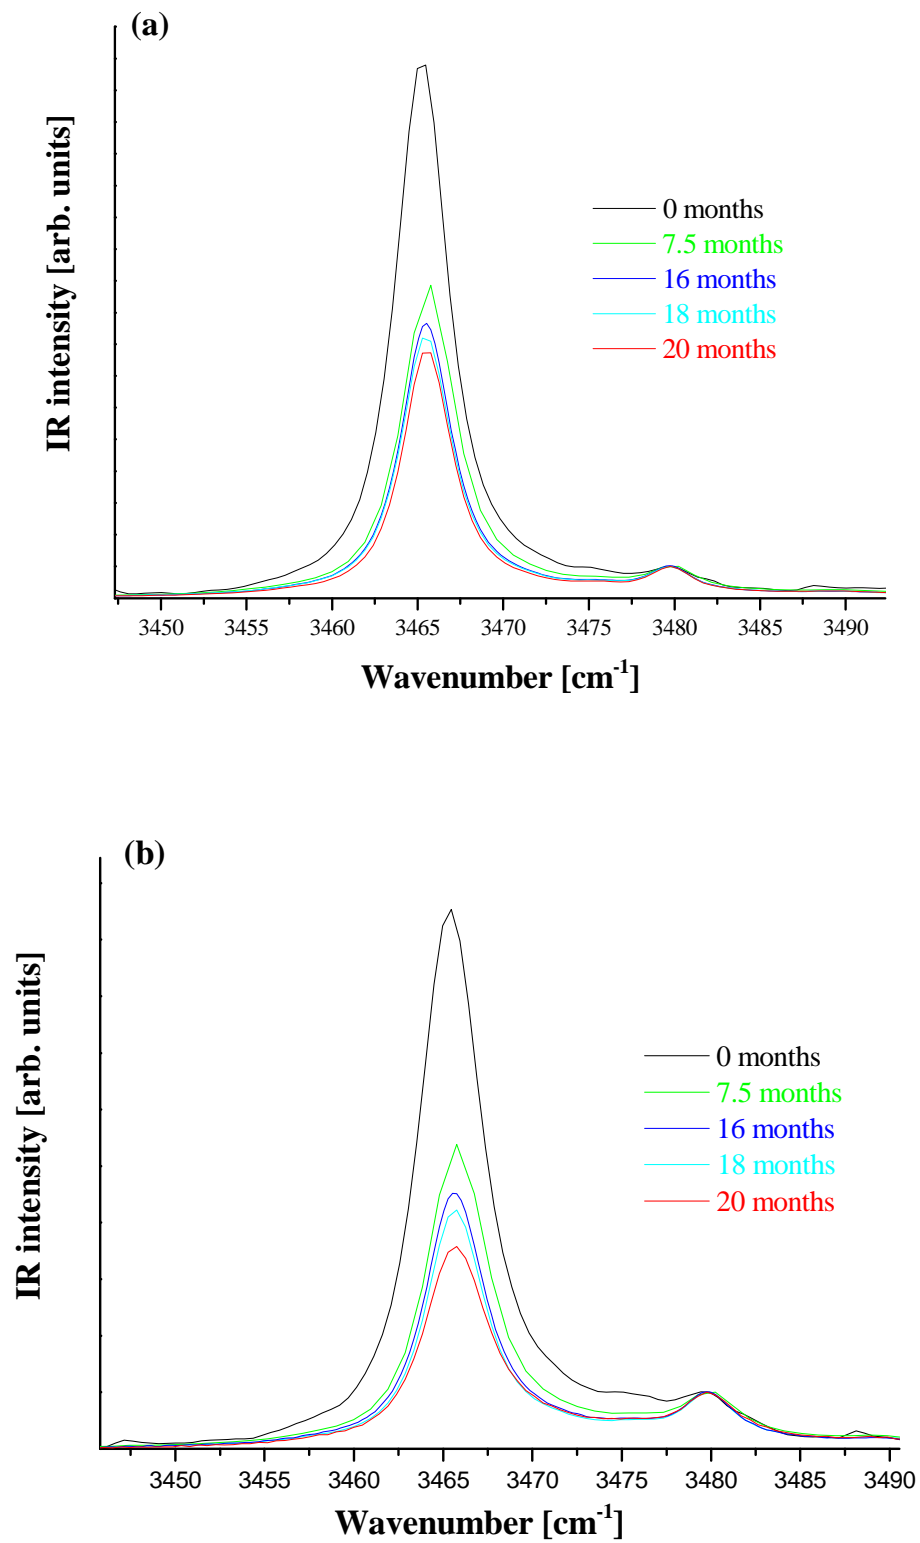 (a)
IR intensity [arb. units]
0 months
7.5 months
16 months
18 months
20 months
3450 3455 3460 3465 3470 3475 3480 3485 3490
Wavenumber [cm⁻¹]
(b)
IR intensity [arb. units]
0 months
7.5 months
16 months
18 months
20 months
3450 3455 3460 3465 3470 3475 3480 3485 3490
Wavenumber [cm⁻¹]